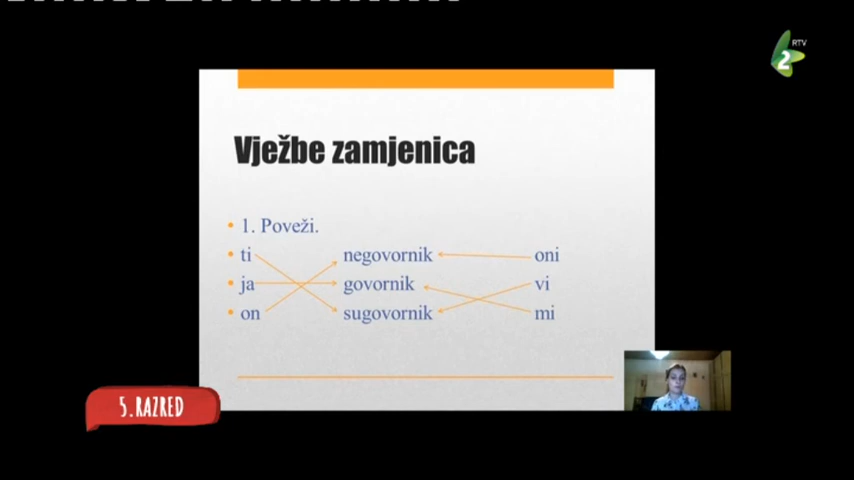 RTV
2
Vježbe zamjenica
1. Poveži.
ti negovornik oni
ja govornik vi
on sugovornik mi
5. RAZRED